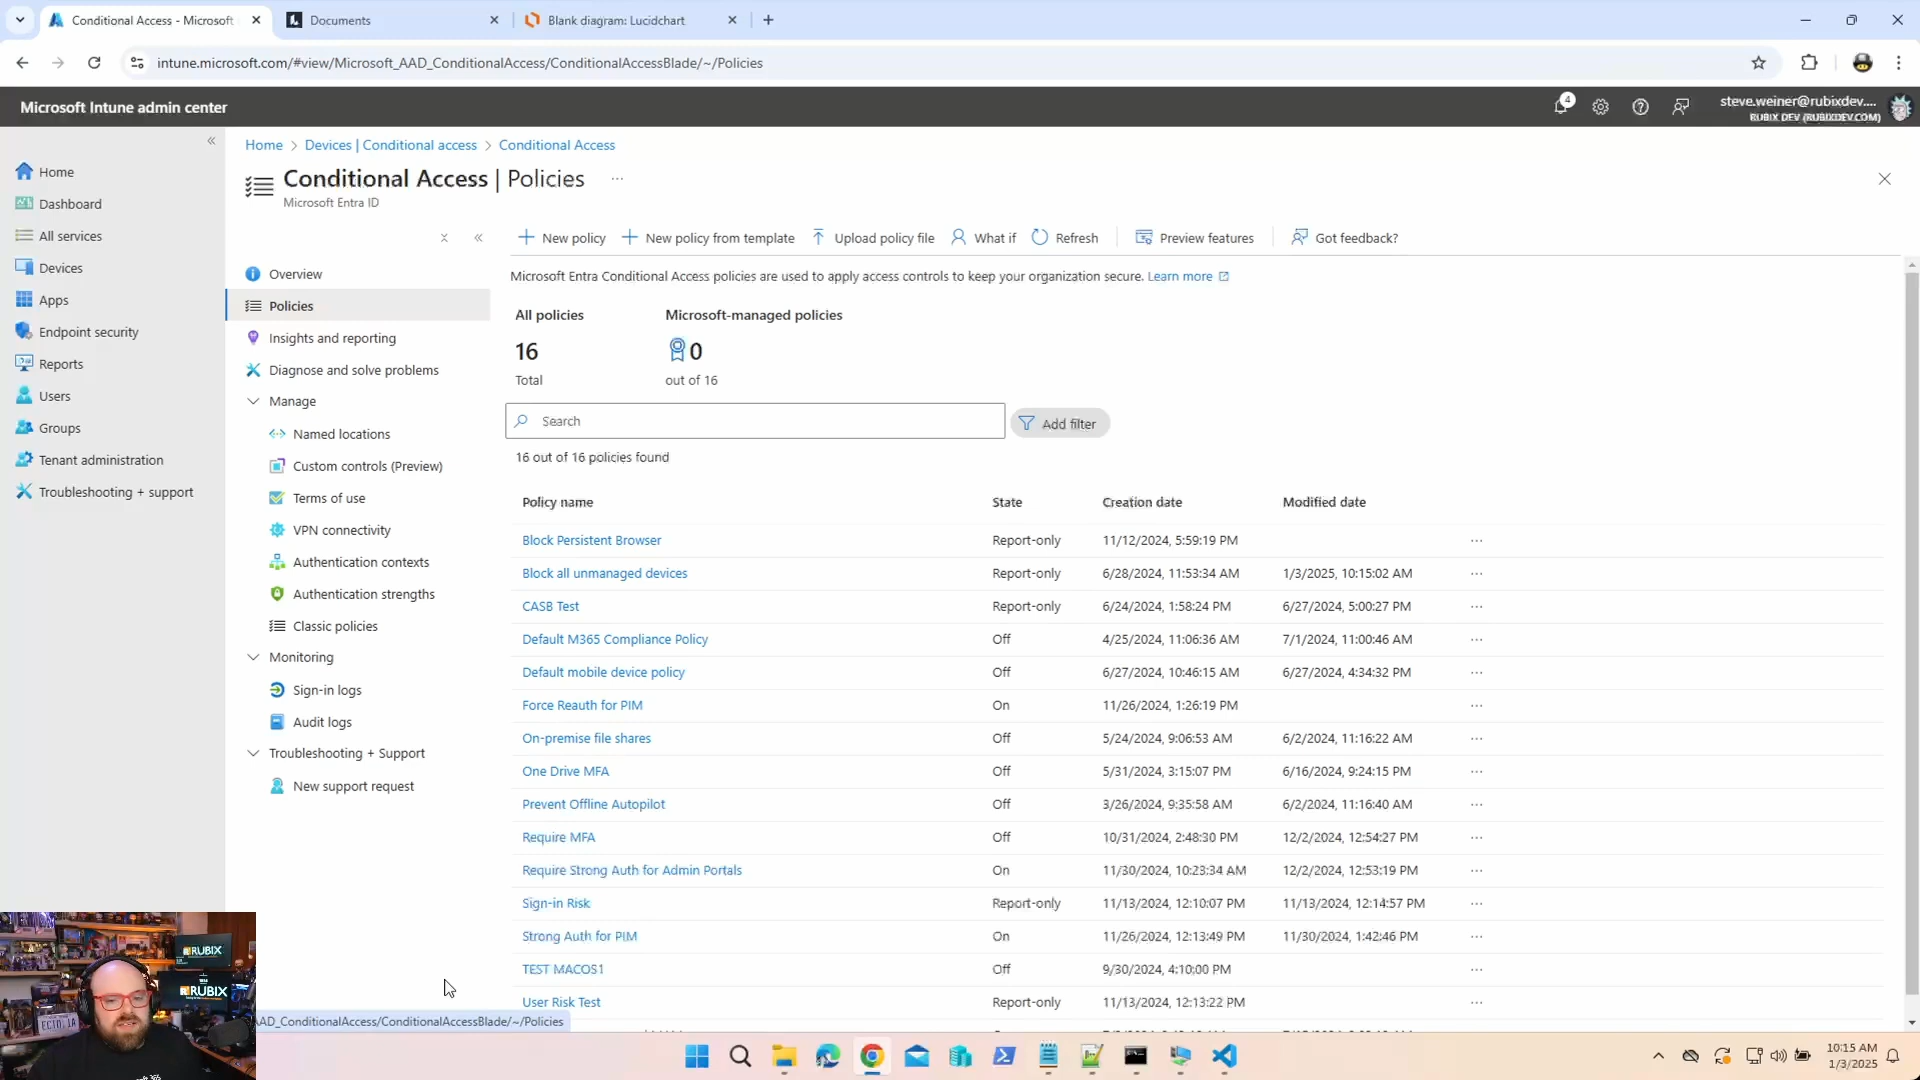 Conditional Access - Microsoft
Documents
Blank diagram: Lucidchart
intune.microsoft.com/#view/Microsoft_AAD_ConditionalAccess/ConditionalAccessBlade/~/Policies
Microsoft Intune admin center
4
steve.weiner@rubixdev....
RUBIX DEV (RUBIXDEV.COM)
Home
Dashboard
All services
Devices
Apps
Endpoint security
Reports
Users
Groups
Tenant administration
Troubleshooting + support
Home > Devices | Conditional access > Conditional Access
Conditional Access | Policies ...
Microsoft Entra ID
Overview
Policies
Insights and reporting
Diagnose and solve problems
Manage
Named locations
Custom controls (Preview)
Terms of use
VPN connectivity
Authentication contexts
Authentication strengths
Classic policies
Monitoring
Sign-in logs
Audit logs
Troubleshooting + Support
New support request
New policy New policy from template Upload policy file What if Refresh Preview features Got feedback?
Microsoft Entra Conditional Access policies are used to apply access controls to keep your organization secure. Learn more
All policies Microsoft-managed policies
16 0
Total out of 16
Search Add filter
16 out of 16 policies found
Policy name State Creation date Modified date
Block Persistent Browser Report-only 11/12/2024, 5:59:19 PM ...
Block all unmanaged devices Report-only 6/28/2024, 11:53:34 AM 1/3/2025, 10:15:02 AM ...
CASB Test Report-only 6/24/2024, 1:58:24 PM 6/27/2024, 5:00:27 PM ...
Default M365 Compliance Policy Off 4/25/2024, 11:06:36 AM 7/1/2024, 11:00:46 AM ...
Default mobile device policy Off 6/27/2024, 10:46:15 AM 6/27/2024, 4:34:32 PM ...
Force Reauth for PIM On 11/26/2024, 1:26:19 PM ...
On-premise file shares Off 5/24/2024, 9:06:53 AM 6/2/2024, 11:16:22 AM ...
One Drive MFA Off 5/31/2024, 3:15:07 PM 6/16/2024, 9:24:15 PM ...
Prevent Offline Autopilot Off 3/26/2024, 9:35:58 AM 6/2/2024, 11:16:40 AM ...
Require MFA Off 10/31/2024, 2:48:30 PM 12/2/2024, 12:54:27 PM ...
Require Strong Auth for Admin Portals On 11/30/2024, 10:23:34 AM 12/2/2024, 12:53:19 PM ...
Sign-in Risk Report-only 11/13/2024, 12:10:07 PM 11/13/2024, 12:14:57 PM ...
Strong Auth for PIM On 11/26/2024, 12:13:49 PM 11/30/2024, 1:42:46 PM ...
TEST MACOS1 Off 9/30/2024, 4:10:00 PM ...
User Risk Test Report-only 11/13/2024, 12:13:22 PM ...
AAD_ConditionalAccess/ConditionalAccessBlade/~/Policies
RUBIX
RUBIX
10:15 AM
1/3/2025